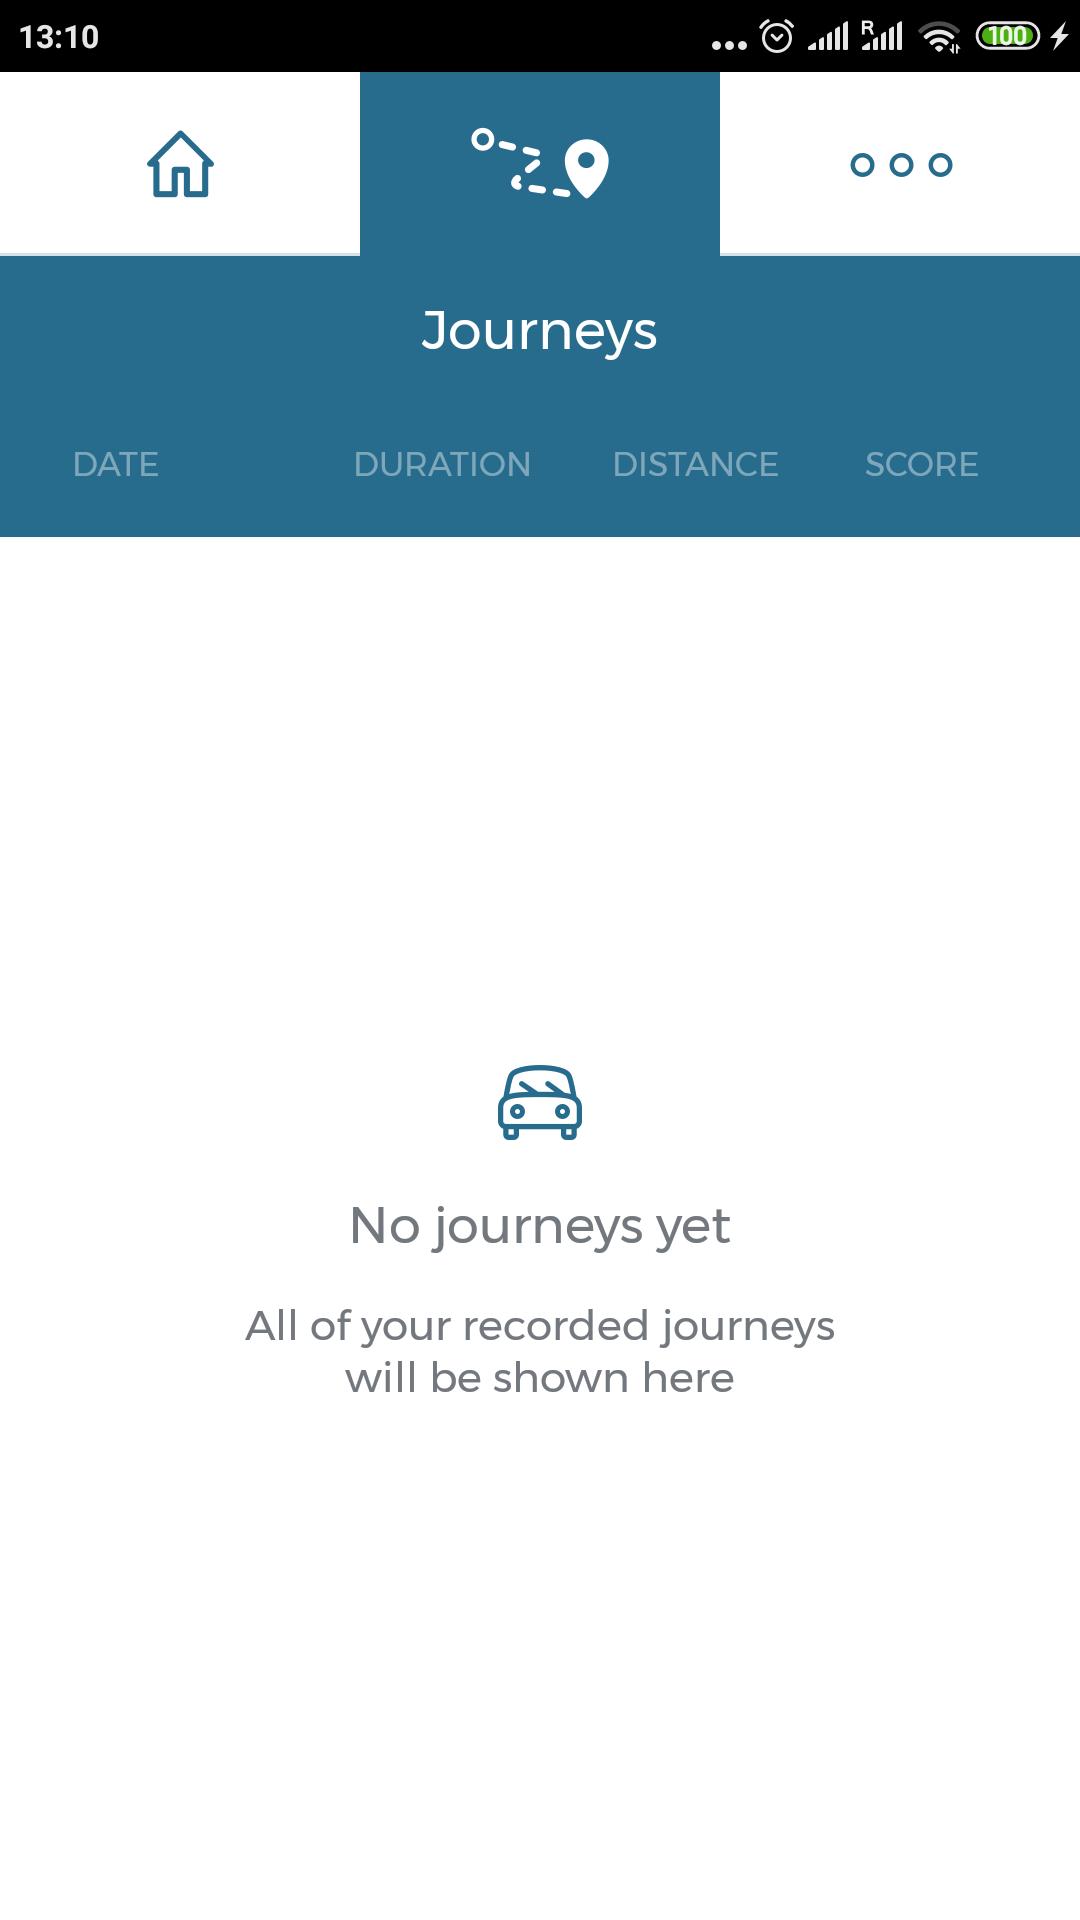 13:10
R
100
Journeys
DATE DURATION DISTANCE SCORE
No journeys yet
All of your recorded journeys
will be shown here